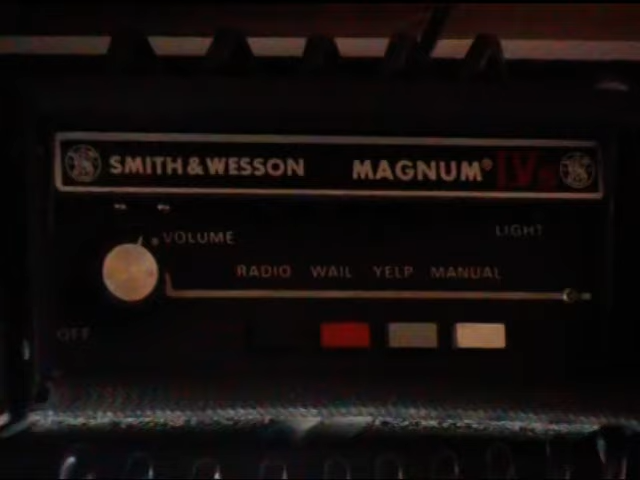 SMITH & WESSON MAGNUM® IV
VOLUME LIGHT
RADIO WAIL YELP MANUAL
OFF